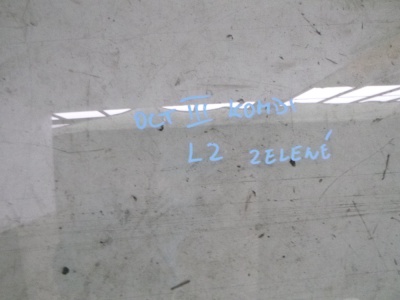 OCT III KOMBI
L2 ZELENÉ